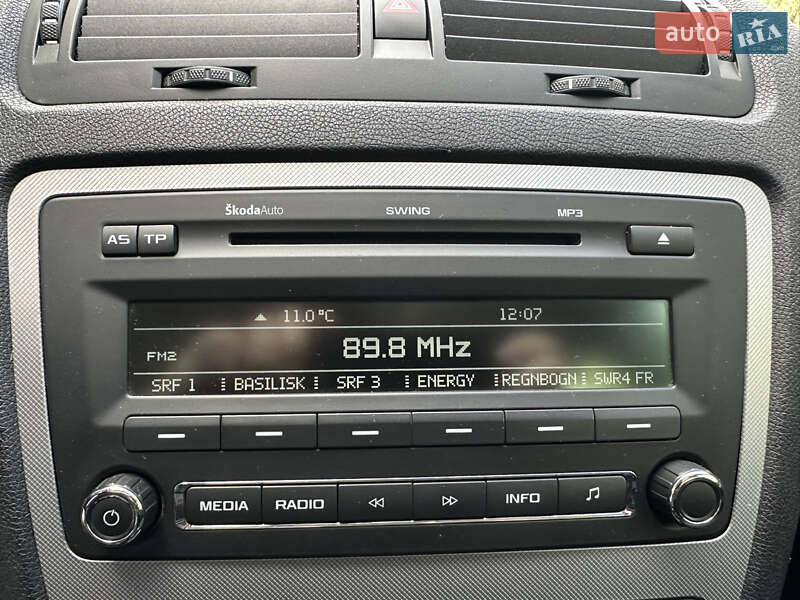 auto RIA
.com
ŠkodaAuto SWING MP3
AS TP
11.0°C 12:07
FM2 89.8 MHz
SRF 1 BASILISK SRF 3 ENERGY REGNBOGN SWR4 FR
MEDIA RADIO INFO